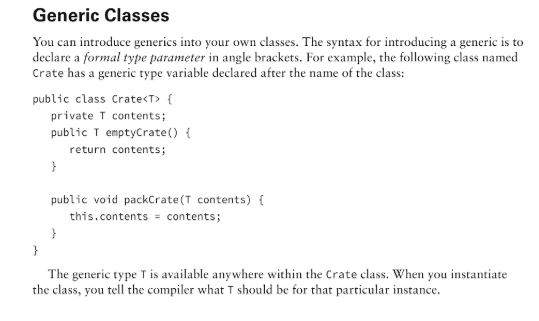 Generic Classes
You can introduce generics into your own classes. The syntax for introducing a generic is to
declare a formal type parameter in angle brackets. For example, the following class named
Crate has a generic type variable declared after the name of the class:
public class Crate<T> {
private T contents;
public T emptyCrate() {
return contents;
}
public void packCrate(T contents) {
this.contents = contents;
}
}
The generic type T is available anywhere within the Crate class. When you instantiate
the class, you tell the compiler what T should be for that particular instance.